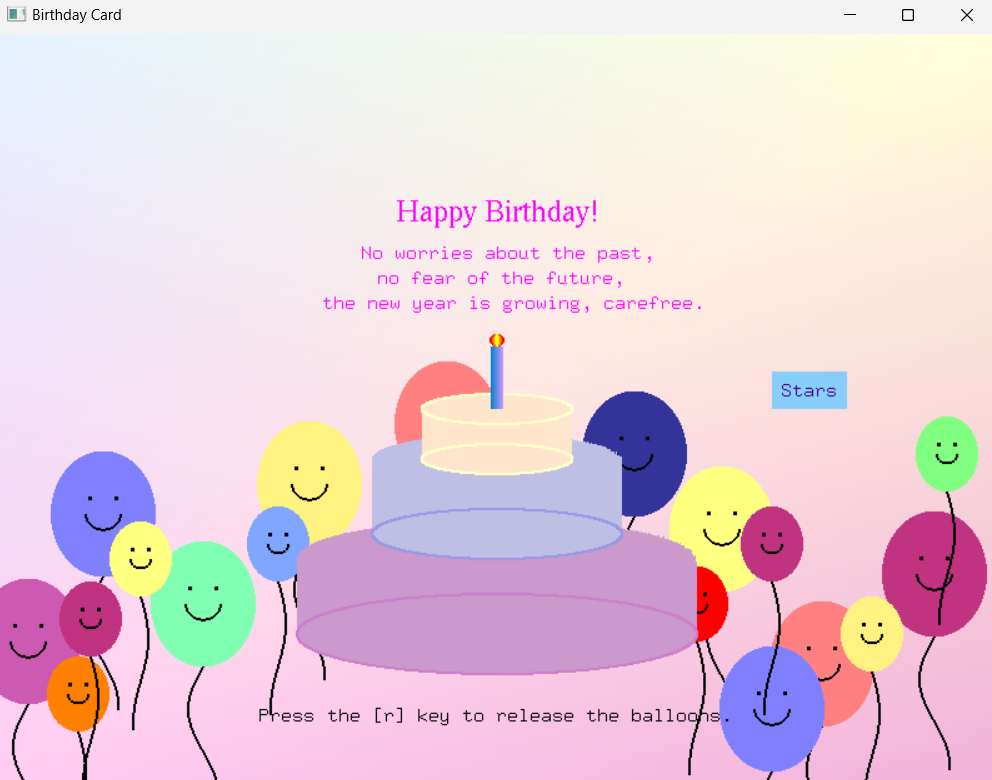 Birthday Card
Happy Birthday!
No worries about the past,
no fear of the future,
the new year is growing, carefree.
Stars
Press the [r] key to release the balloons.